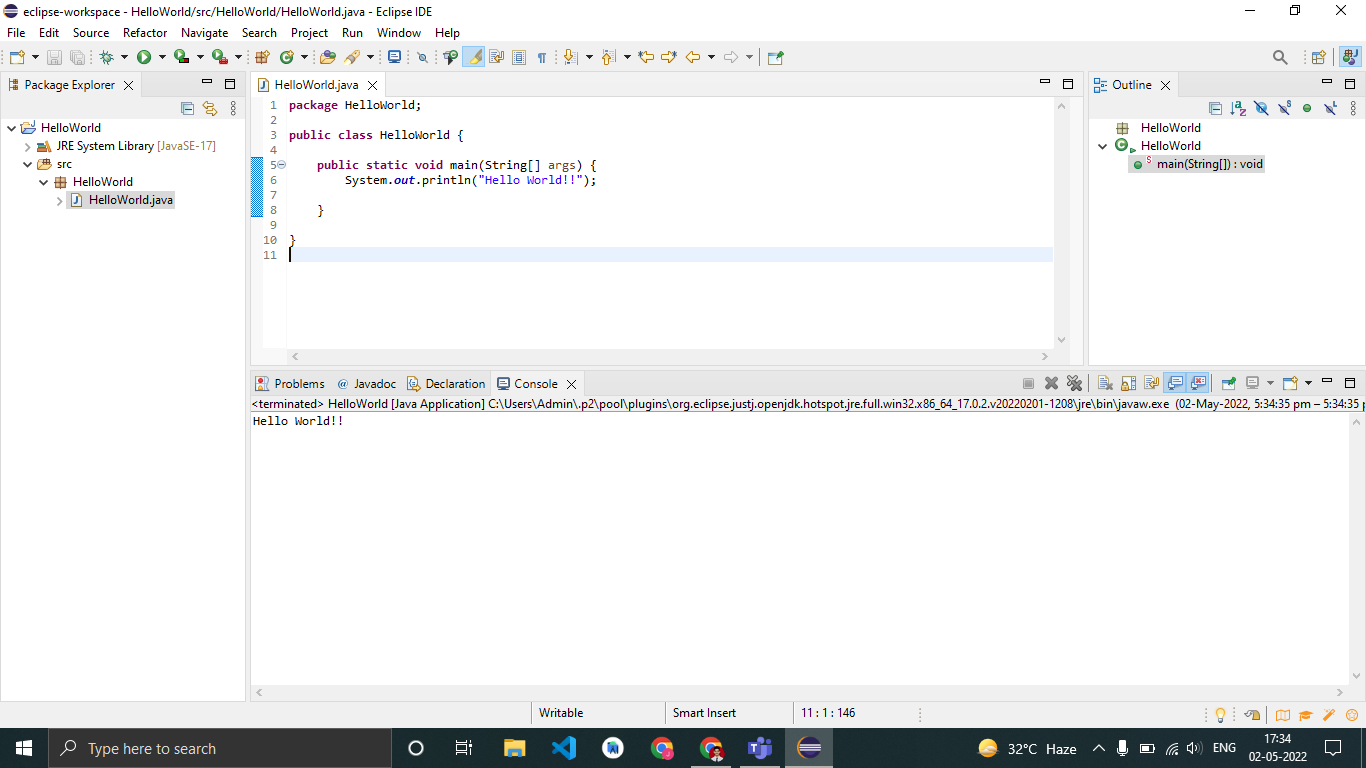 eclipse-workspace - HelloWorld/src/HelloWorld/HelloWorld.java - Eclipse IDE
File Edit Source Refactor Navigate Search Project Run Window Help
Package Explorer
HelloWorld
JRE System Library [JavaSE-17]
src
HelloWorld
HelloWorld.java
HelloWorld.java
1 package HelloWorld;
2
3 public class HelloWorld {
4
5 public static void main(String[] args) {
6 System.out.println("Hello World!!");
7
8 }
9
10 }
11
Outline
HelloWorld
HelloWorld
main(String[]) : void
Problems @ Javadoc Declaration Console
<terminated> HelloWorld [Java Application] C:\Users\Admin\.p2\pool\plugins\org.eclipse.justj.openjdk.hotspot.jre.full.win32.x86_64_17.0.2.v20220201-1208\jre\bin\javaw.exe (02-May-2022, 5:34:35 pm – 5:34:35 p
Hello World!!
Writable Smart Insert 11 : 1 : 146
Type here to search
32°C Haze
ENG
17:34
02-05-2022